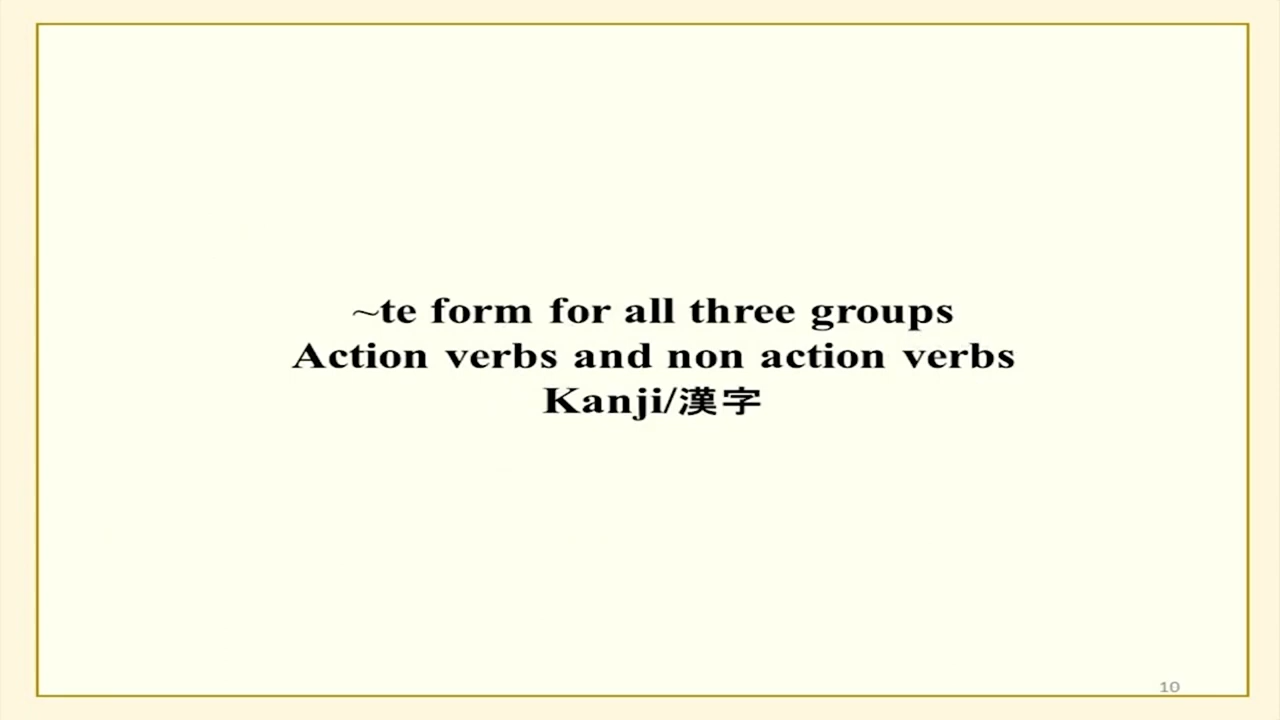 ~te form for all three groups
Action verbs and non action verbs
Kanji/漢字
10